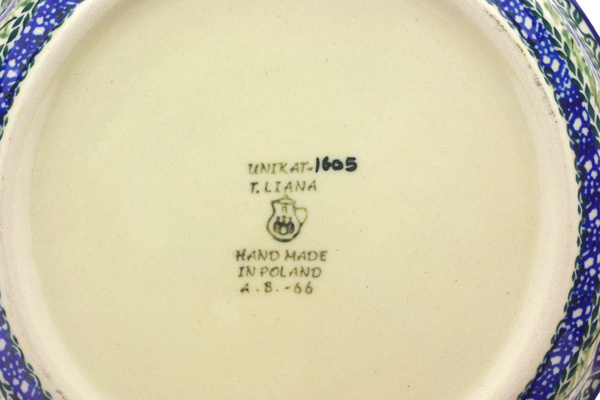 UNIKAT-1605
T. LIANA
HAND MADE
IN POLAND
A.B.-66